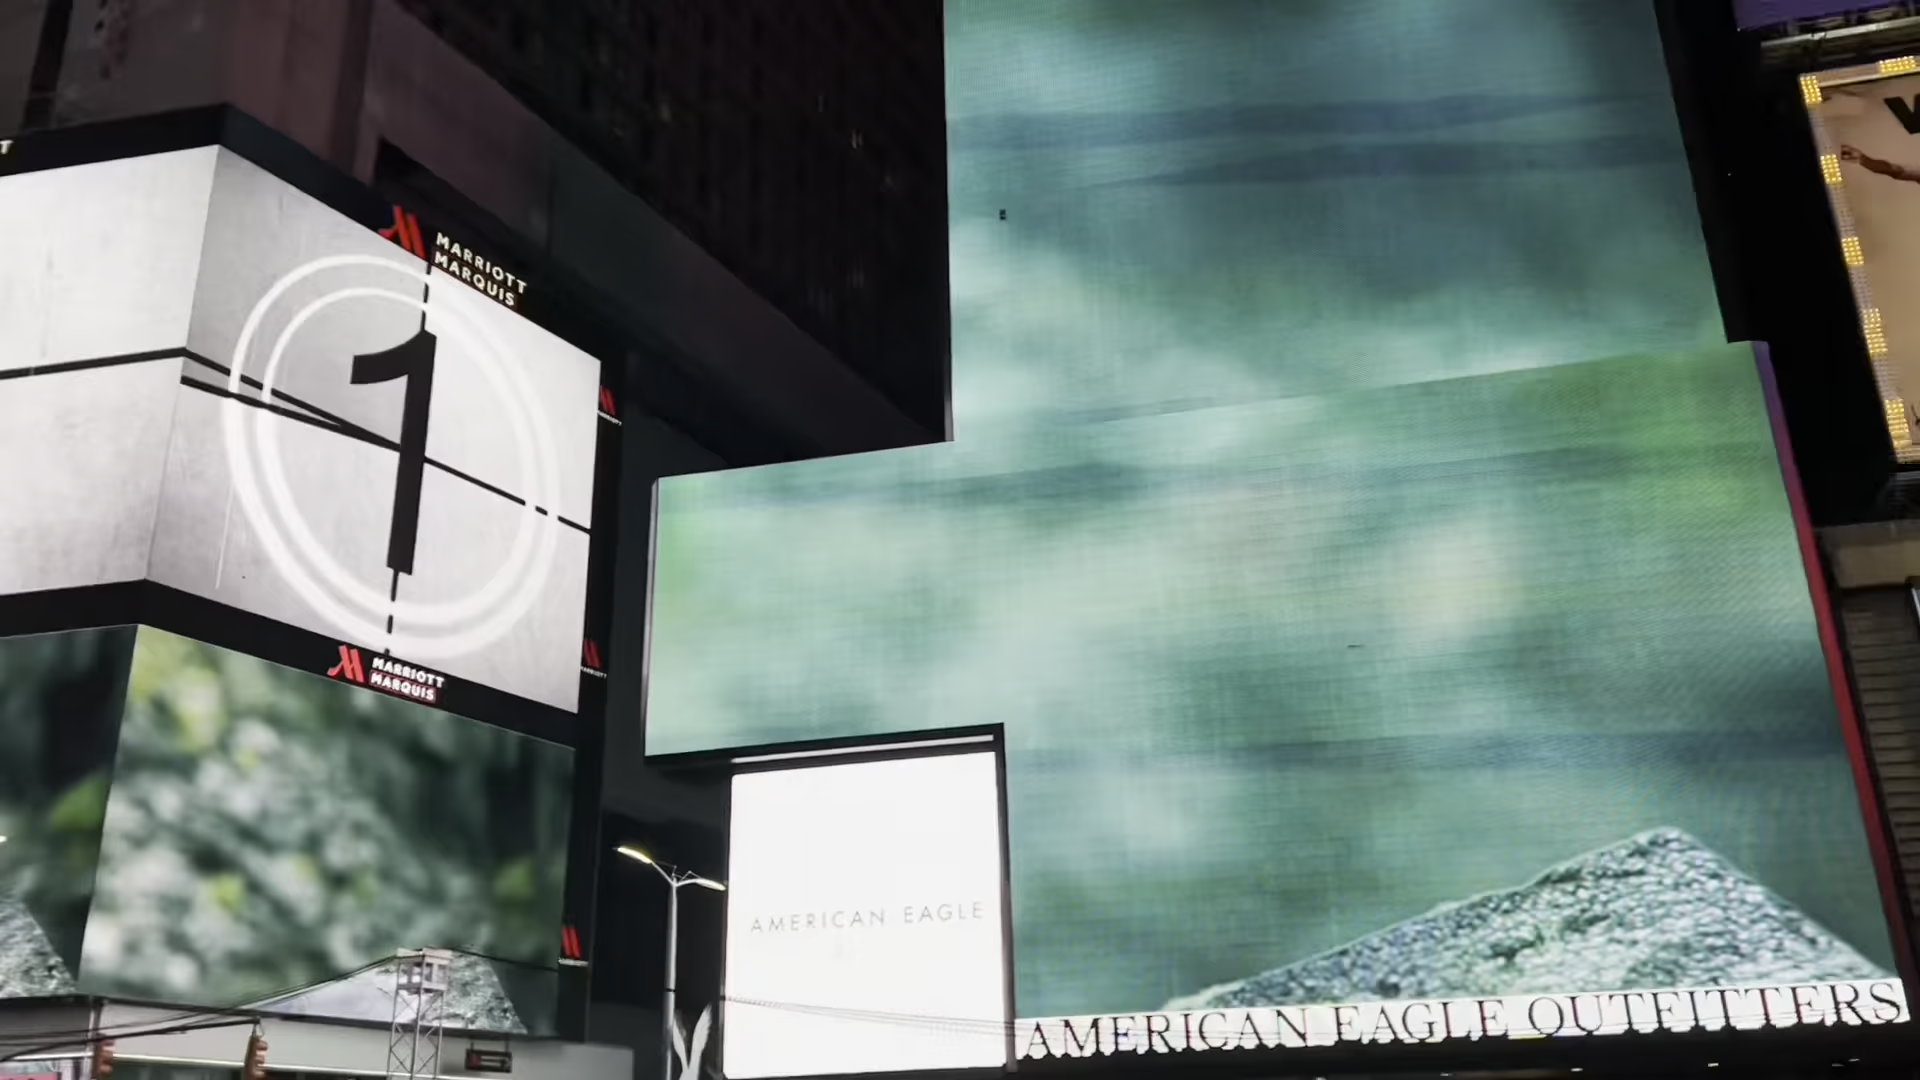 MARRIOTT
MARQUIS
1
MARRIOTT
MARQUIS
AMERICAN EAGLE
AMERICAN EAGLE OUTFITTERS